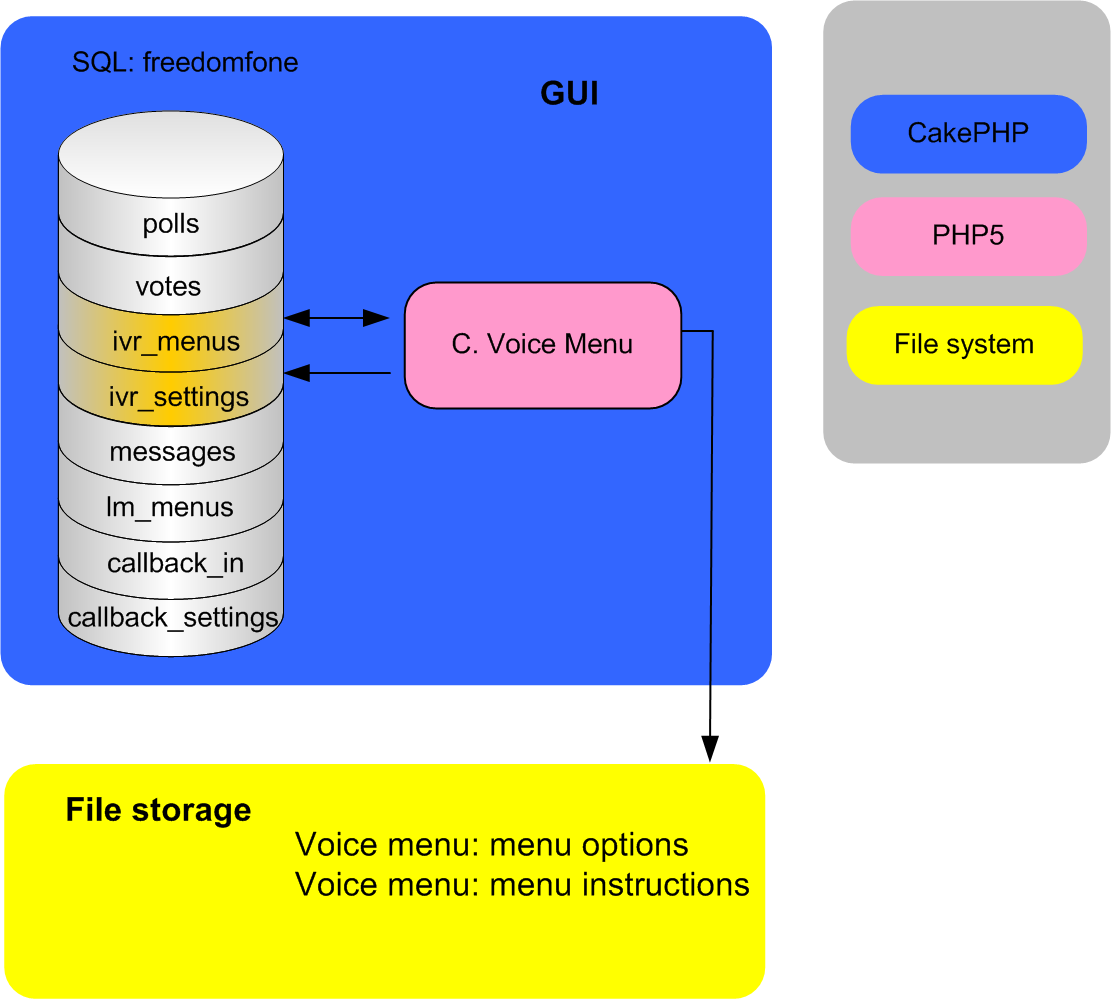 SQL: freedomfone
GUI
polls
votes
ivr_menus
ivr_settings
messages
lm_menus
callback_in
callback_settings
C. Voice Menu
CakePHP
PHP5
File system
File storage
Voice menu: menu options
Voice menu: menu instructions